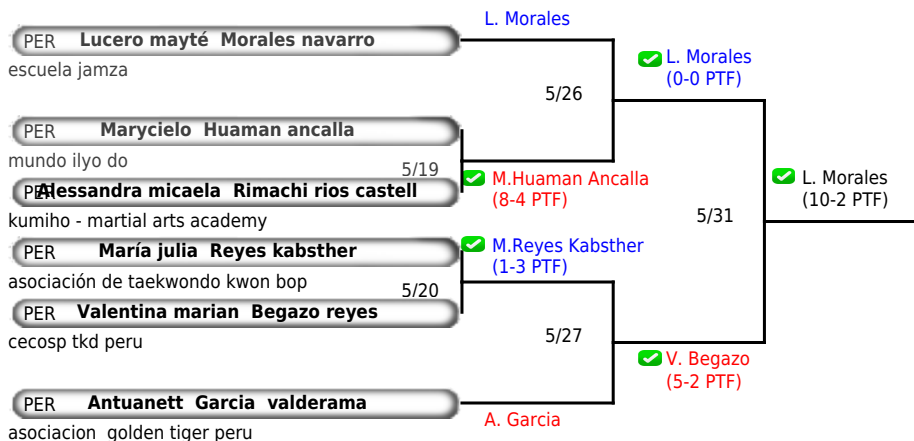 L. Morales
PER Lucero mayté Morales navarro
escuela jamza
L. Morales
(0-0 PTF)
5/26
PER Marycielo Huaman ancalla
mundo ilyo do
5/19
M.Huaman Ancalla
(8-4 PTF)
PER Alessandra micaela Rimachi rios castell
kumiho - martial arts academy
L. Morales
(10-2 PTF)
5/31
PER María julia Reyes kabsther
asociación de taekwondo kwon bop
M.Reyes Kabsther
(1-3 PTF)
5/20
PER Valentina marian Begazo reyes
cecosp tkd peru
5/27
V. Begazo
(5-2 PTF)
PER Antuanett Garcia valderama
asociacion golden tiger peru
A. Garcia